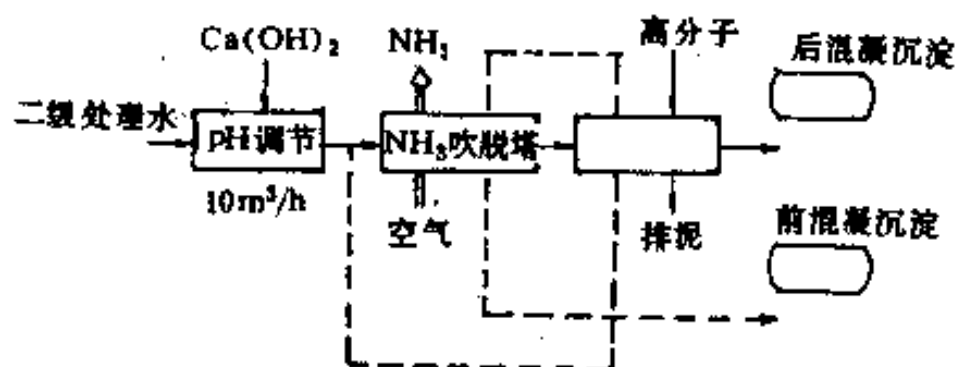 Ca(OH)₂
NH₃
高分子
后混凝沉淀
二级处理水
pH调节
NH₃吹脱塔
10m³/h
空气
排泥
前混凝沉淀